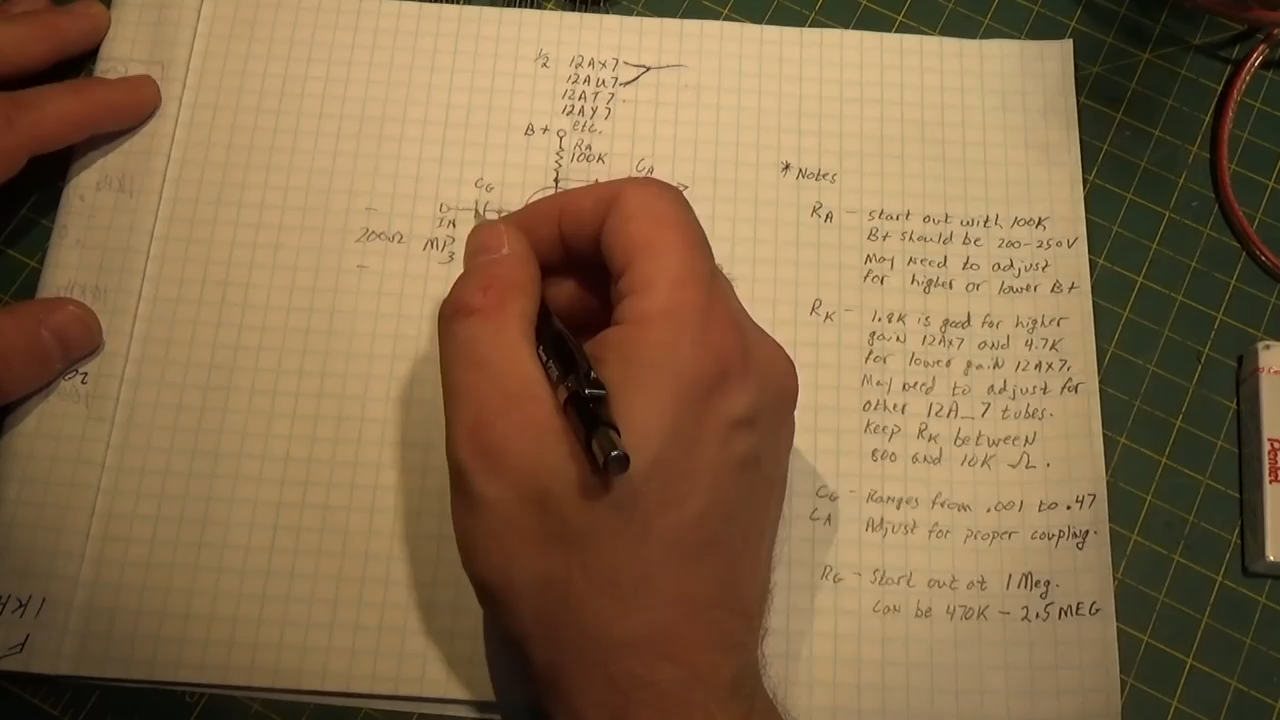 1/2 12AX7
12AU7
12AT7
12AY7
etc.
B+
RA
100K
CA
CG
IN
200Ω MP3
* Notes
RA - Start out with 100K
B+ should be 200-250V
May need to adjust
for higher or lower B+
RK - 1.8K is good for higher
gain 12AX7 and 4.7K
for lower gain 12AX7.
May need to adjust for
other 12A_7 tubes.
Keep RK between
800 and 10K Ω.
CG - Ranges from .001 to .47
CA Adjust for proper coupling.
RG - Start out at 1 Meg.
Can be 470K - 2.5 MEG
Pentel